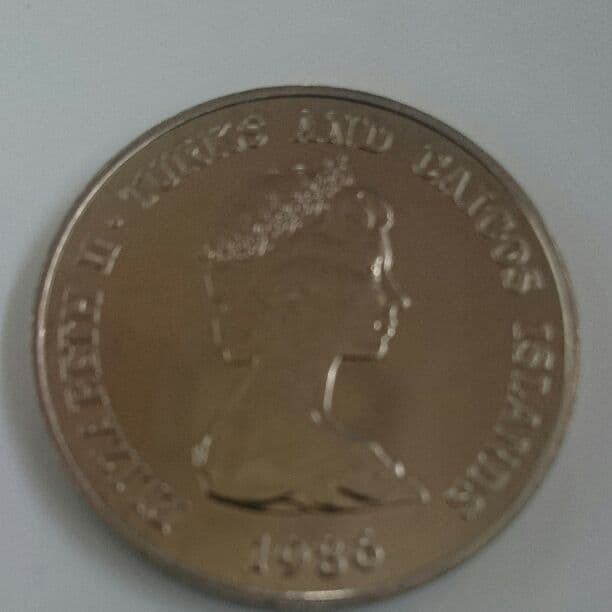 ELIZABETH II · TURKS AND CAICOS ISLANDS
1986